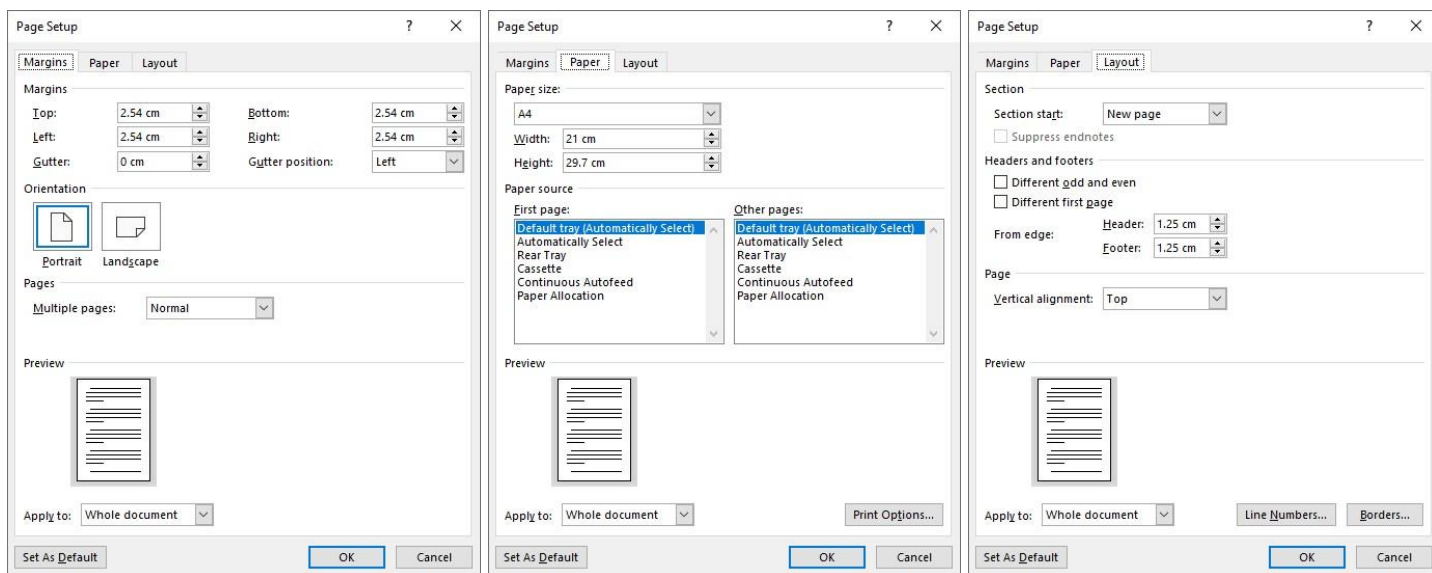 Page Setup ? ×
Margins Paper Layout
Margins
Top: 2.54 cm Bottom: 2.54 cm
Left: 2.54 cm Right: 2.54 cm
Gutter: 0 cm Gutter position: Left
Orientation
Portrait Landscape
Pages
Multiple pages: Normal
Preview
Apply to: Whole document
Set As Default OK Cancel
Page Setup ? ×
Margins Paper Layout
Paper size:
A4
Width: 21 cm
Height: 29.7 cm
Paper source
First page: Other pages:
Default tray (Automatically Select) Default tray (Automatically Select)
Automatically Select Automatically Select
Rear Tray Rear Tray
Cassette Cassette
Continuous Autofeed Continuous Autofeed
Paper Allocation Paper Allocation
Preview
Apply to: Whole document Print Options...
Set As Default OK Cancel
Page Setup ? ×
Margins Paper Layout
Section
Section start: New page
Suppress endnotes
Headers and footers
Different odd and even
Different first page
From edge: Header: 1.25 cm
Footer: 1.25 cm
Page
Vertical alignment: Top
Preview
Apply to: Whole document Line Numbers... Borders...
Set As Default OK Cancel